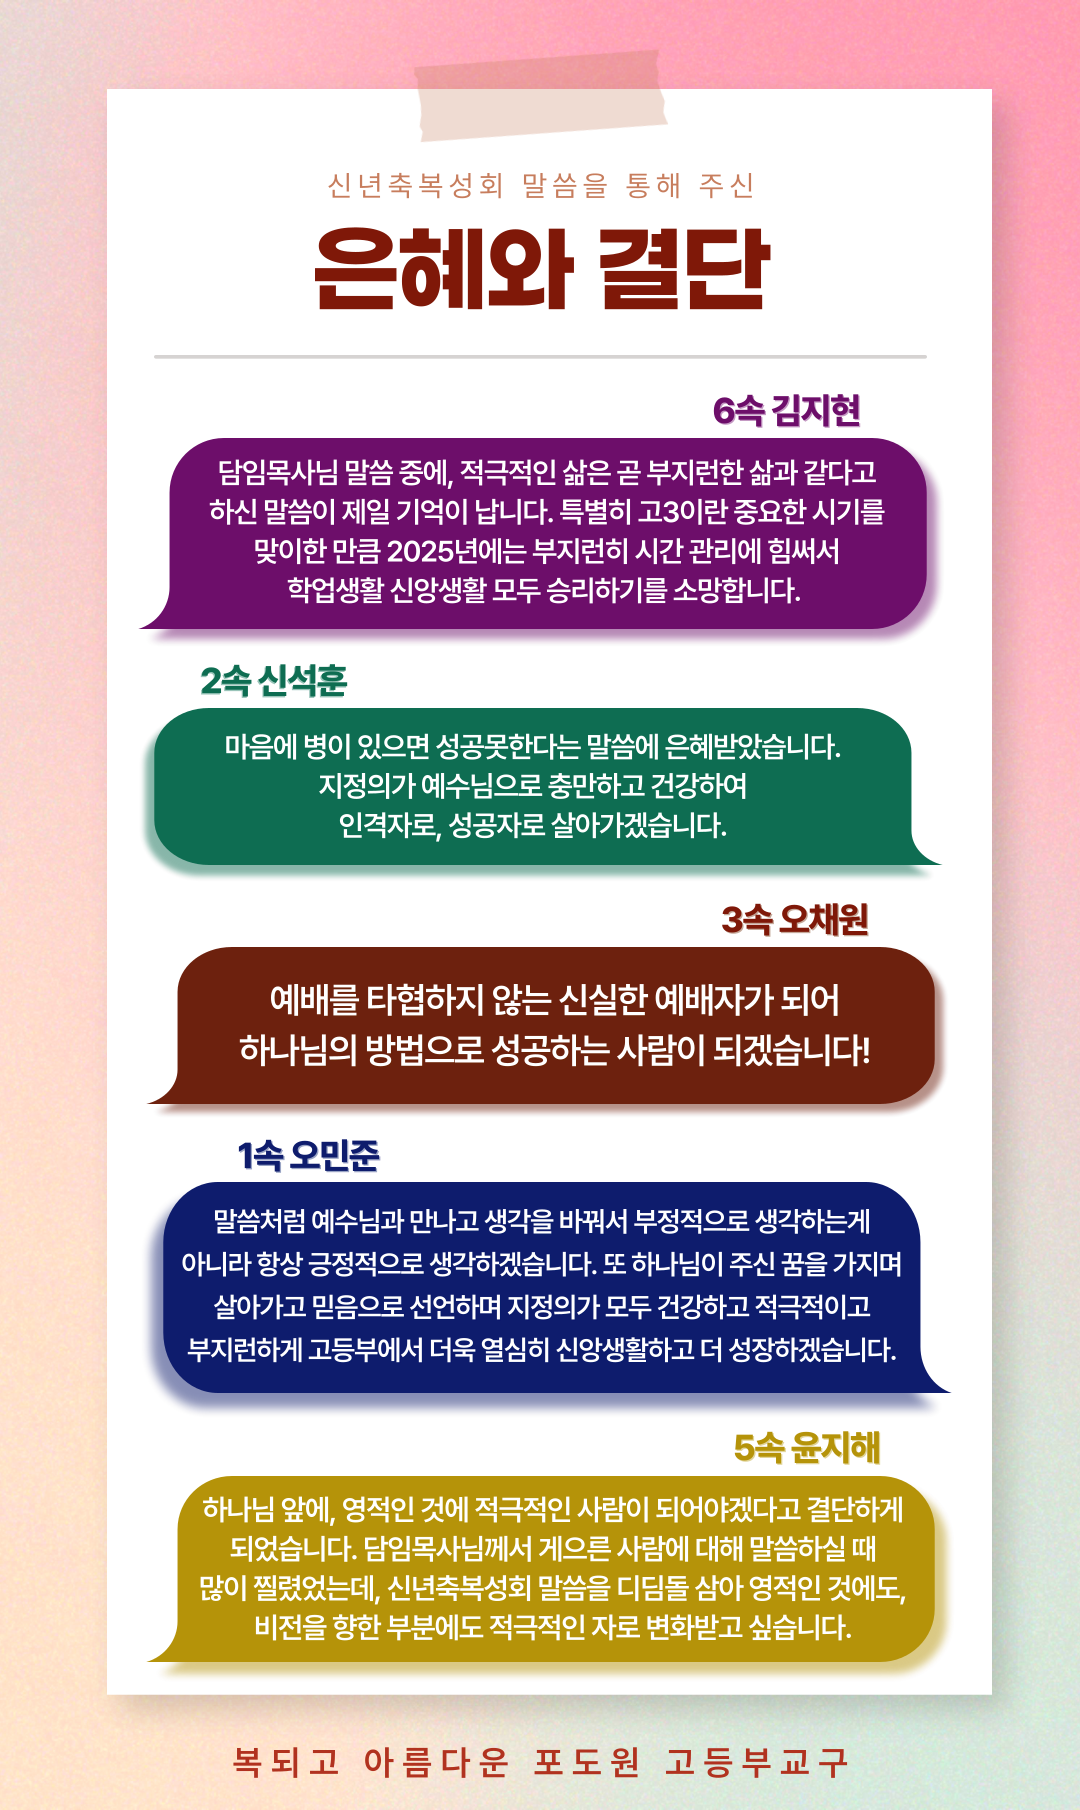 신년축복성회 말씀을 통해 주신
은혜와 결단
6속 김지현
담임목사님 말씀 중에, 적극적인 삶은 곧 부지런한 삶과 같다고
하신 말씀이 제일 기억이 납니다. 특별히 고3이란 중요한 시기를
맞이한 만큼 2025년에는 부지런히 시간 관리에 힘써서
학업생활 신앙생활 모두 승리하기를 소망합니다.
2속 신석훈
마음에 병이 있으면 성공못한다는 말씀에 은혜받았습니다.
지정의가 예수님으로 충만하고 건강하여
인격자로, 성공자로 살아가겠습니다.
3속 오채원
예배를 타협하지 않는 신실한 예배자가 되어
하나님의 방법으로 성공하는 사람이 되겠습니다!
1속 오민준
말씀처럼 예수님과 만나고 생각을 바꿔서 부정적으로 생각하는게
아니라 항상 긍정적으로 생각하겠습니다. 또 하나님이 주신 꿈을 가지며
살아가고 믿음으로 선언하며 지정의가 모두 건강하고 적극적이고
부지런하게 고등부에서 더욱 열심히 신앙생활하고 더 성장하겠습니다.
5속 윤지해
하나님 앞에, 영적인 것에 적극적인 사람이 되어야겠다고 결단하게
되었습니다. 담임목사님께서 게으른 사람에 대해 말씀하실 때
많이 찔렸었는데, 신년축복성회 말씀을 디딤돌 삼아 영적인 것에도,
비전을 향한 부분에도 적극적인 자로 변화받고 싶습니다.
복되고 아름다운 포도원 고등부교구